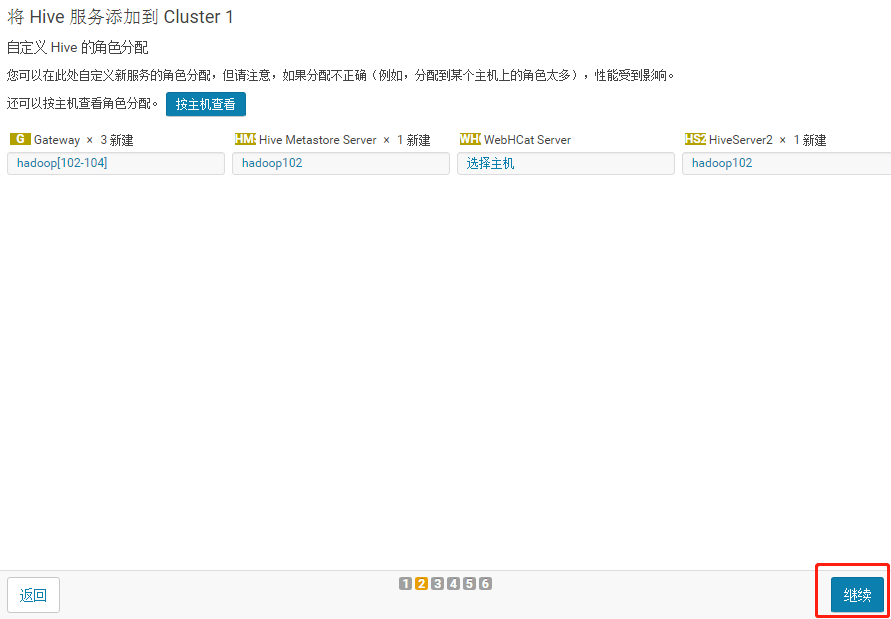 将 Hive 服务添加到 Cluster 1
自定义 Hive 的角色分配
您可以在此处自定义新服务的角色分配，但请注意，如果分配不正确（例如，分配到某个主机上的角色太多），性能受到影响。
还可以按主机查看角色分配。 按主机查看
G Gateway × 3 新建 HM Hive Metastore Server × 1 新建 WH WebHCat Server HS2 HiveServer2 × 1 新建
hadoop[102-104] hadoop102 选择主机 hadoop102
1 2 3 4 5 6
返回 继续